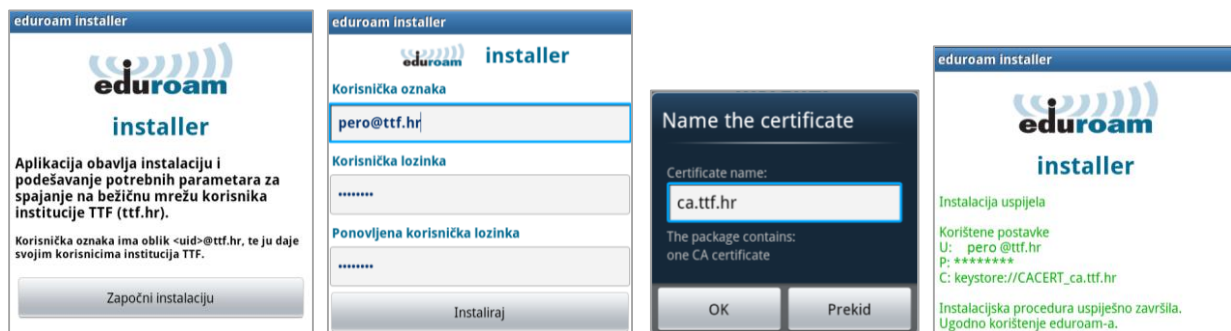 eduroam installer
eduroam
installer
Aplikacija obavlja instalaciju i
podešavanje potrebnih parametara za
spajanje na bežičnu mrežu korisnika
institucije TTF (ttf.hr).
Korisnička oznaka ima oblik <uid>@ttf.hr, te ju daje
svojim korisnicima institucija TTF.
Započni instalaciju
eduroam installer
eduroam installer
Korisnička oznaka
pero@ttf.hr
Korisnička lozinka
••••••••
Ponovljena korisnička lozinka
••••••••
Instaliraj
Name the certificate
Certificate name:
ca.ttf.hr
The package contains:
one CA certificate
OK
Prekid
eduroam installer
eduroam
installer
Instalacija uspijela
Korištene postavke
U: pero @ttf.hr
P: ********
C: keystore://CACERT_ca.ttf.hr
Instalacijska procedura uspiješno završila.
Ugodno korištenje eduroam-a.